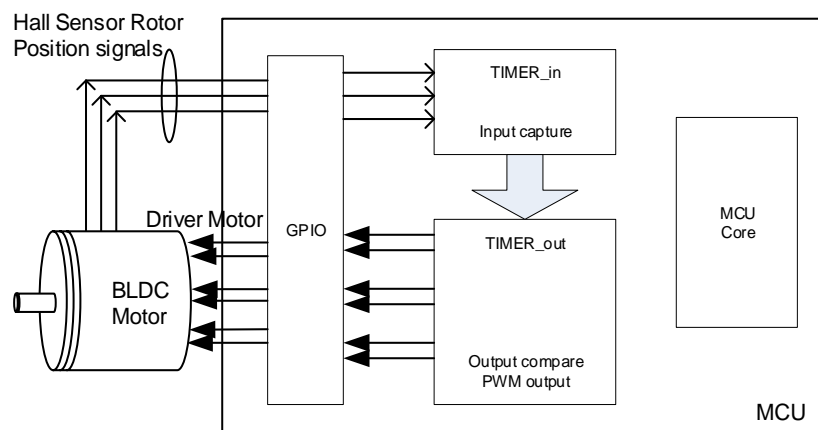 Hall Sensor Rotor
Position signals
TIMER_in
Input capture
Driver Motor
GPIO
TIMER_out
MCU
Core
BLDC
Motor
Output compare
PWM output
MCU